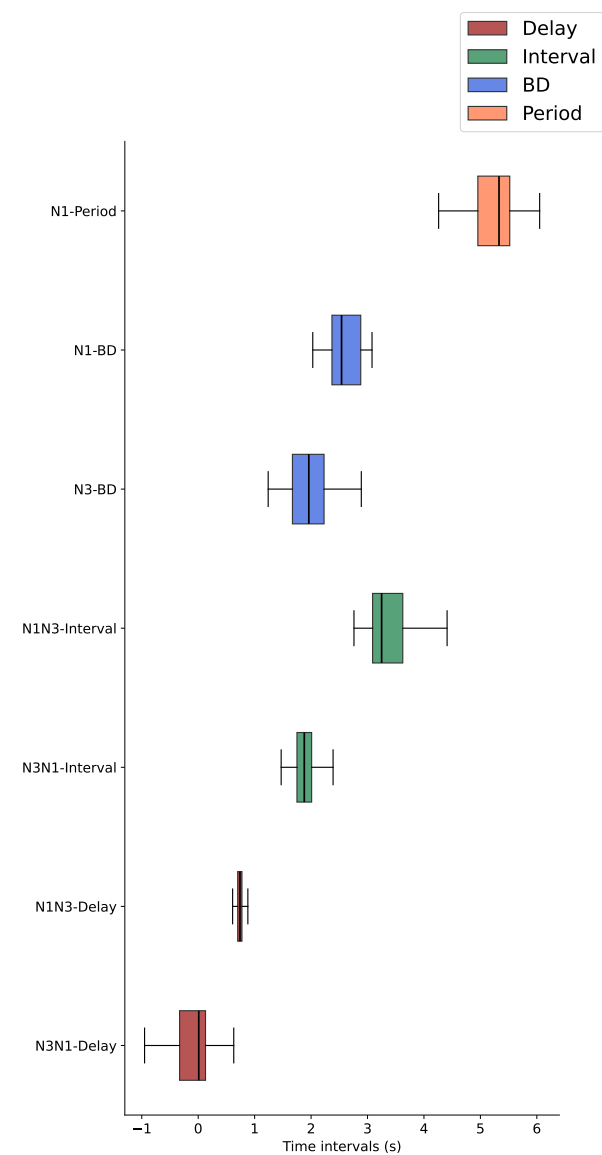 Delay
Interval
BD
Period
N1-Period
N1-BD
N3-BD
N1N3-Interval
N3N1-Interval
N1N3-Delay
N3N1-Delay
−1 0 1 2 3 4 5 6
Time intervals (s)